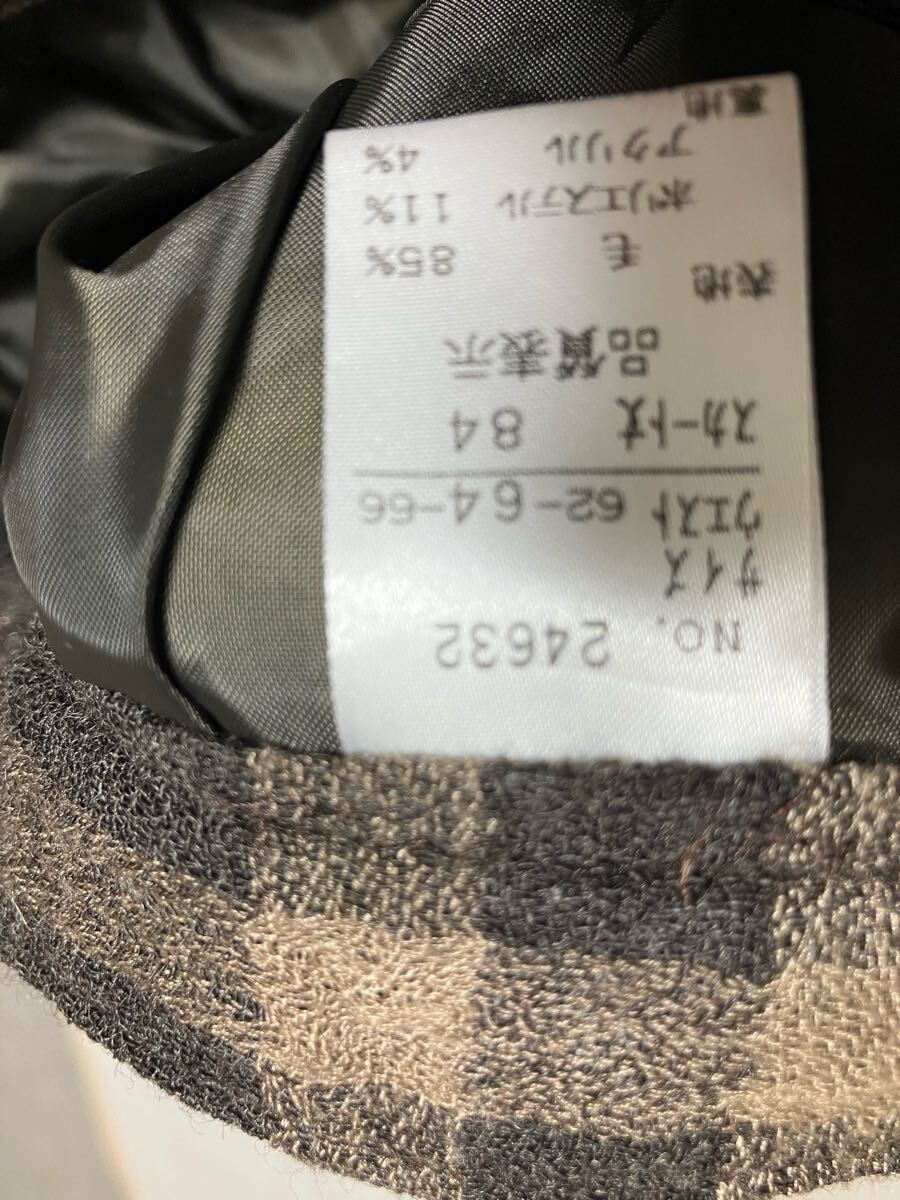 NO. 24632
サイズ
ウエスト 62-64-66
スカート丈 84
品質表示
表地
毛 85%
ポリエステル 11%
アクリル 4%
裏地